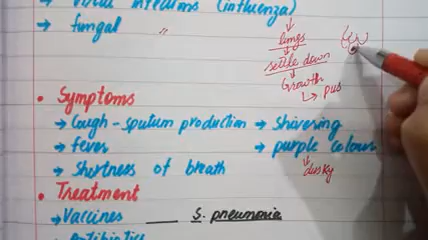 → Viral infections (influenza)
→ fungal "
↓
lungs
↓
settle down
↓
Growth
↳ pus
• Symptoms
→ Cough - sputum production → Shivering
→ fever → purple colour
↓
dusky
→ Shortness of breath
• Treatment
→ Vaccines ___ S. pneumonia
→ Antibiotics